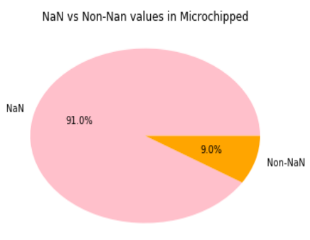 NaN vs Non-Nan values in Microchipped
NaN
91.0%
9.0%
Non-NaN